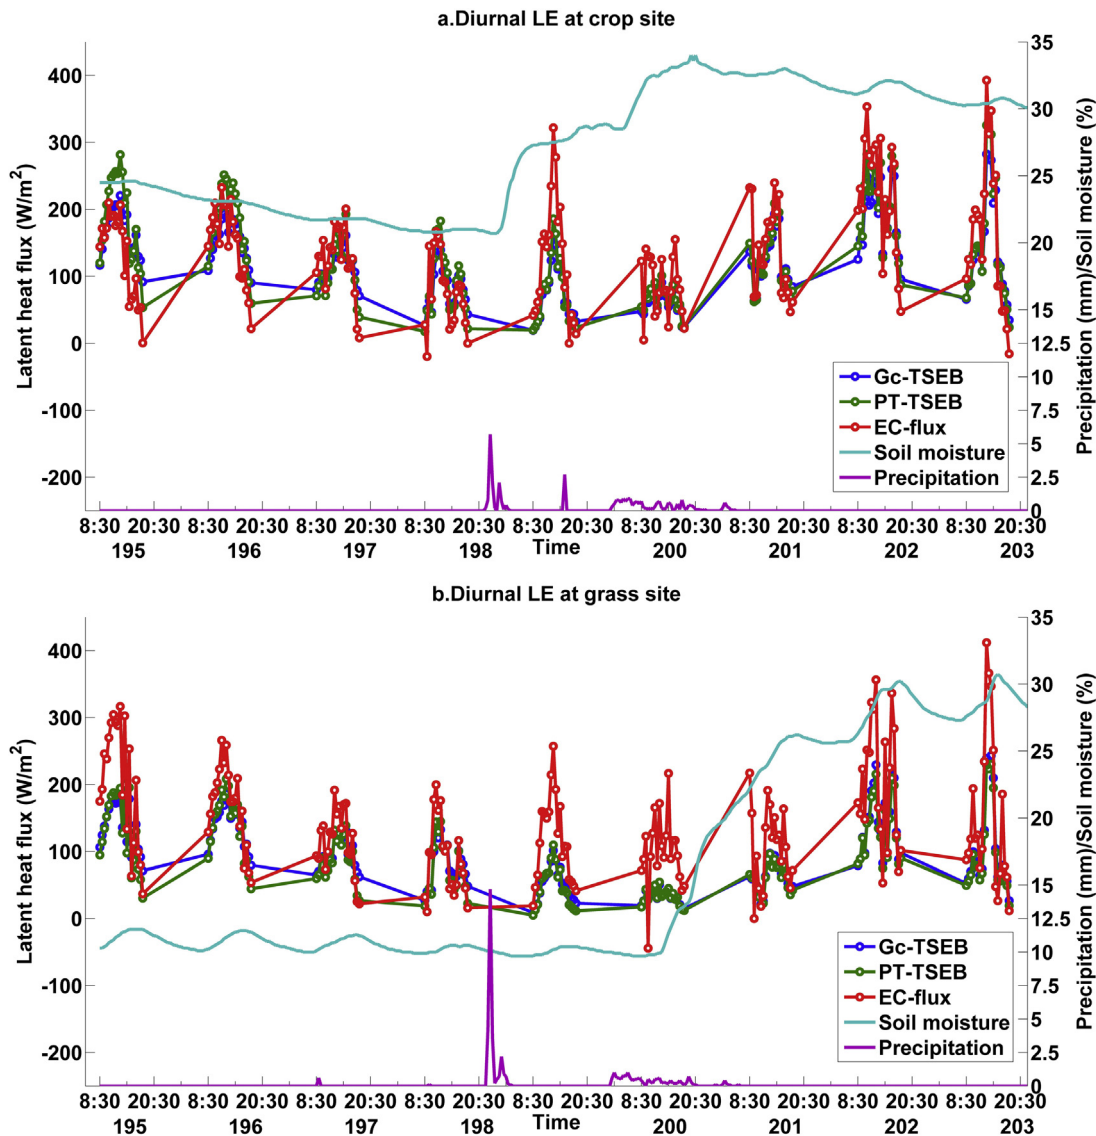 a.Diurnal LE at crop site
Latent heat flux (W/m²)
400
300
200
100
0
-100
-200
35
30
25
20
15
12.5
10
7.5
5
2.5
0
Precipitation (mm)/Soil moisture (%)
Gc-TSEB
PT-TSEB
EC-flux
Soil moisture
Precipitation
8:30 20:30 8:30 20:30 8:30 20:30 8:30 20:30 8:30 20:30 8:30 20:30 8:30 20:30 8:30 20:30 8:30 20:30
195 196 197 198 Time 200 201 202 203
b.Diurnal LE at grass site
Latent heat flux (W/m²)
400
300
200
100
0
-100
-200
35
30
25
20
15
12.5
10
7.5
5
2.5
0
Precipitation (mm)/Soil moisture (%)
Gc-TSEB
PT-TSEB
EC-flux
Soil moisture
Precipitation
8:30 20:30 8:30 20:30 8:30 20:30 8:30 20:30 8:30 20:30 8:30 20:30 8:30 20:30 8:30 20:30 8:30 20:30
195 196 197 198 Time 200 201 202 203